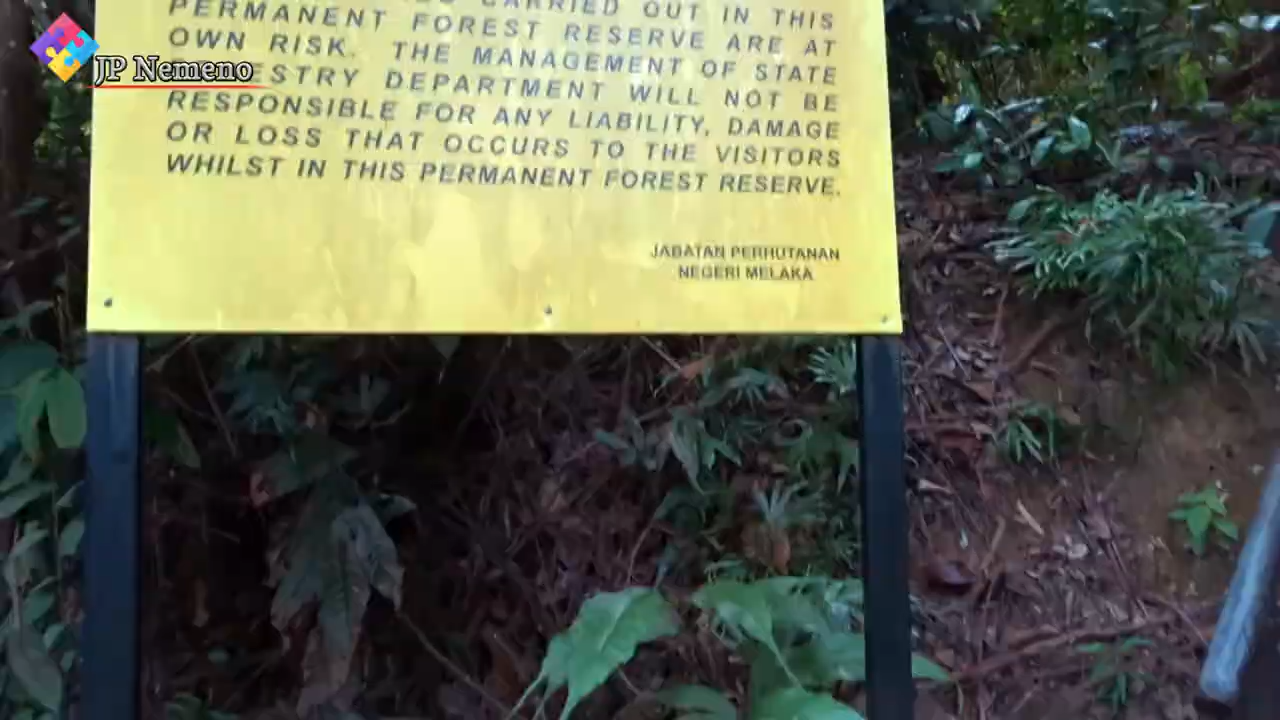 CARRIED OUT IN THIS
PERMANENT FOREST RESERVE ARE AT
OWN RISK. THE MANAGEMENT OF STATE
DEPARTMENT WILL NOT BE
RESPONSIBLE FOR ANY LIABILITY, DAMAGE
OR LOSS THAT OCCURS TO THE VISITORS
WHILST IN THIS PERMANENT FOREST RESERVE.
JABATAN PERHUTANAN
NEGERI MELAKA
JP Nemeno